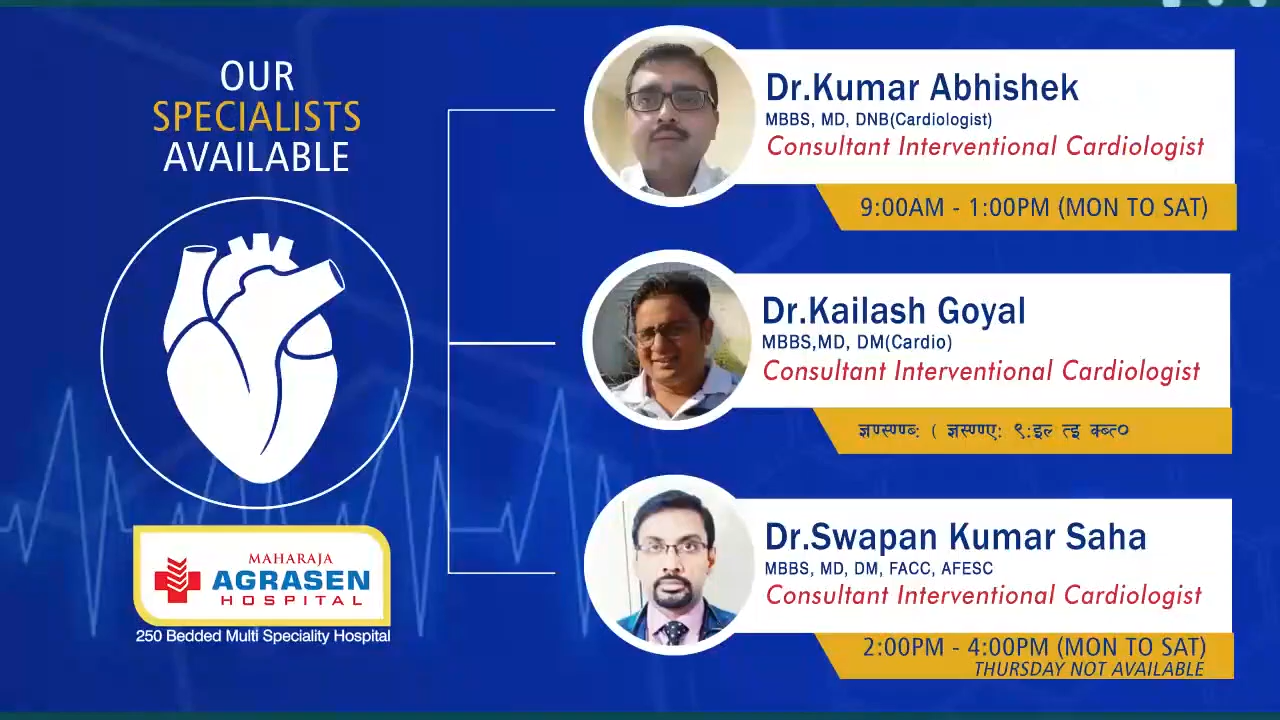 OUR
SPECIALISTS
AVAILABLE
MAHARAJA
AGRASEN
HOSPITAL
250 Bedded Multi Speciality Hospital
Dr.Kumar Abhishek
MBBS, MD, DNB(Cardiologist)
Consultant Interventional Cardiologist
9:00AM - 1:00PM (MON TO SAT)
Dr.Kailash Goyal
MBBS,MD, DM(Cardio)
Consultant Interventional Cardiologist
Dr.Swapan Kumar Saha
MBBS, MD, DM, FACC, AFESC
Consultant Interventional Cardiologist
2:00PM - 4:00PM (MON TO SAT)
THURSDAY NOT AVAILABLE